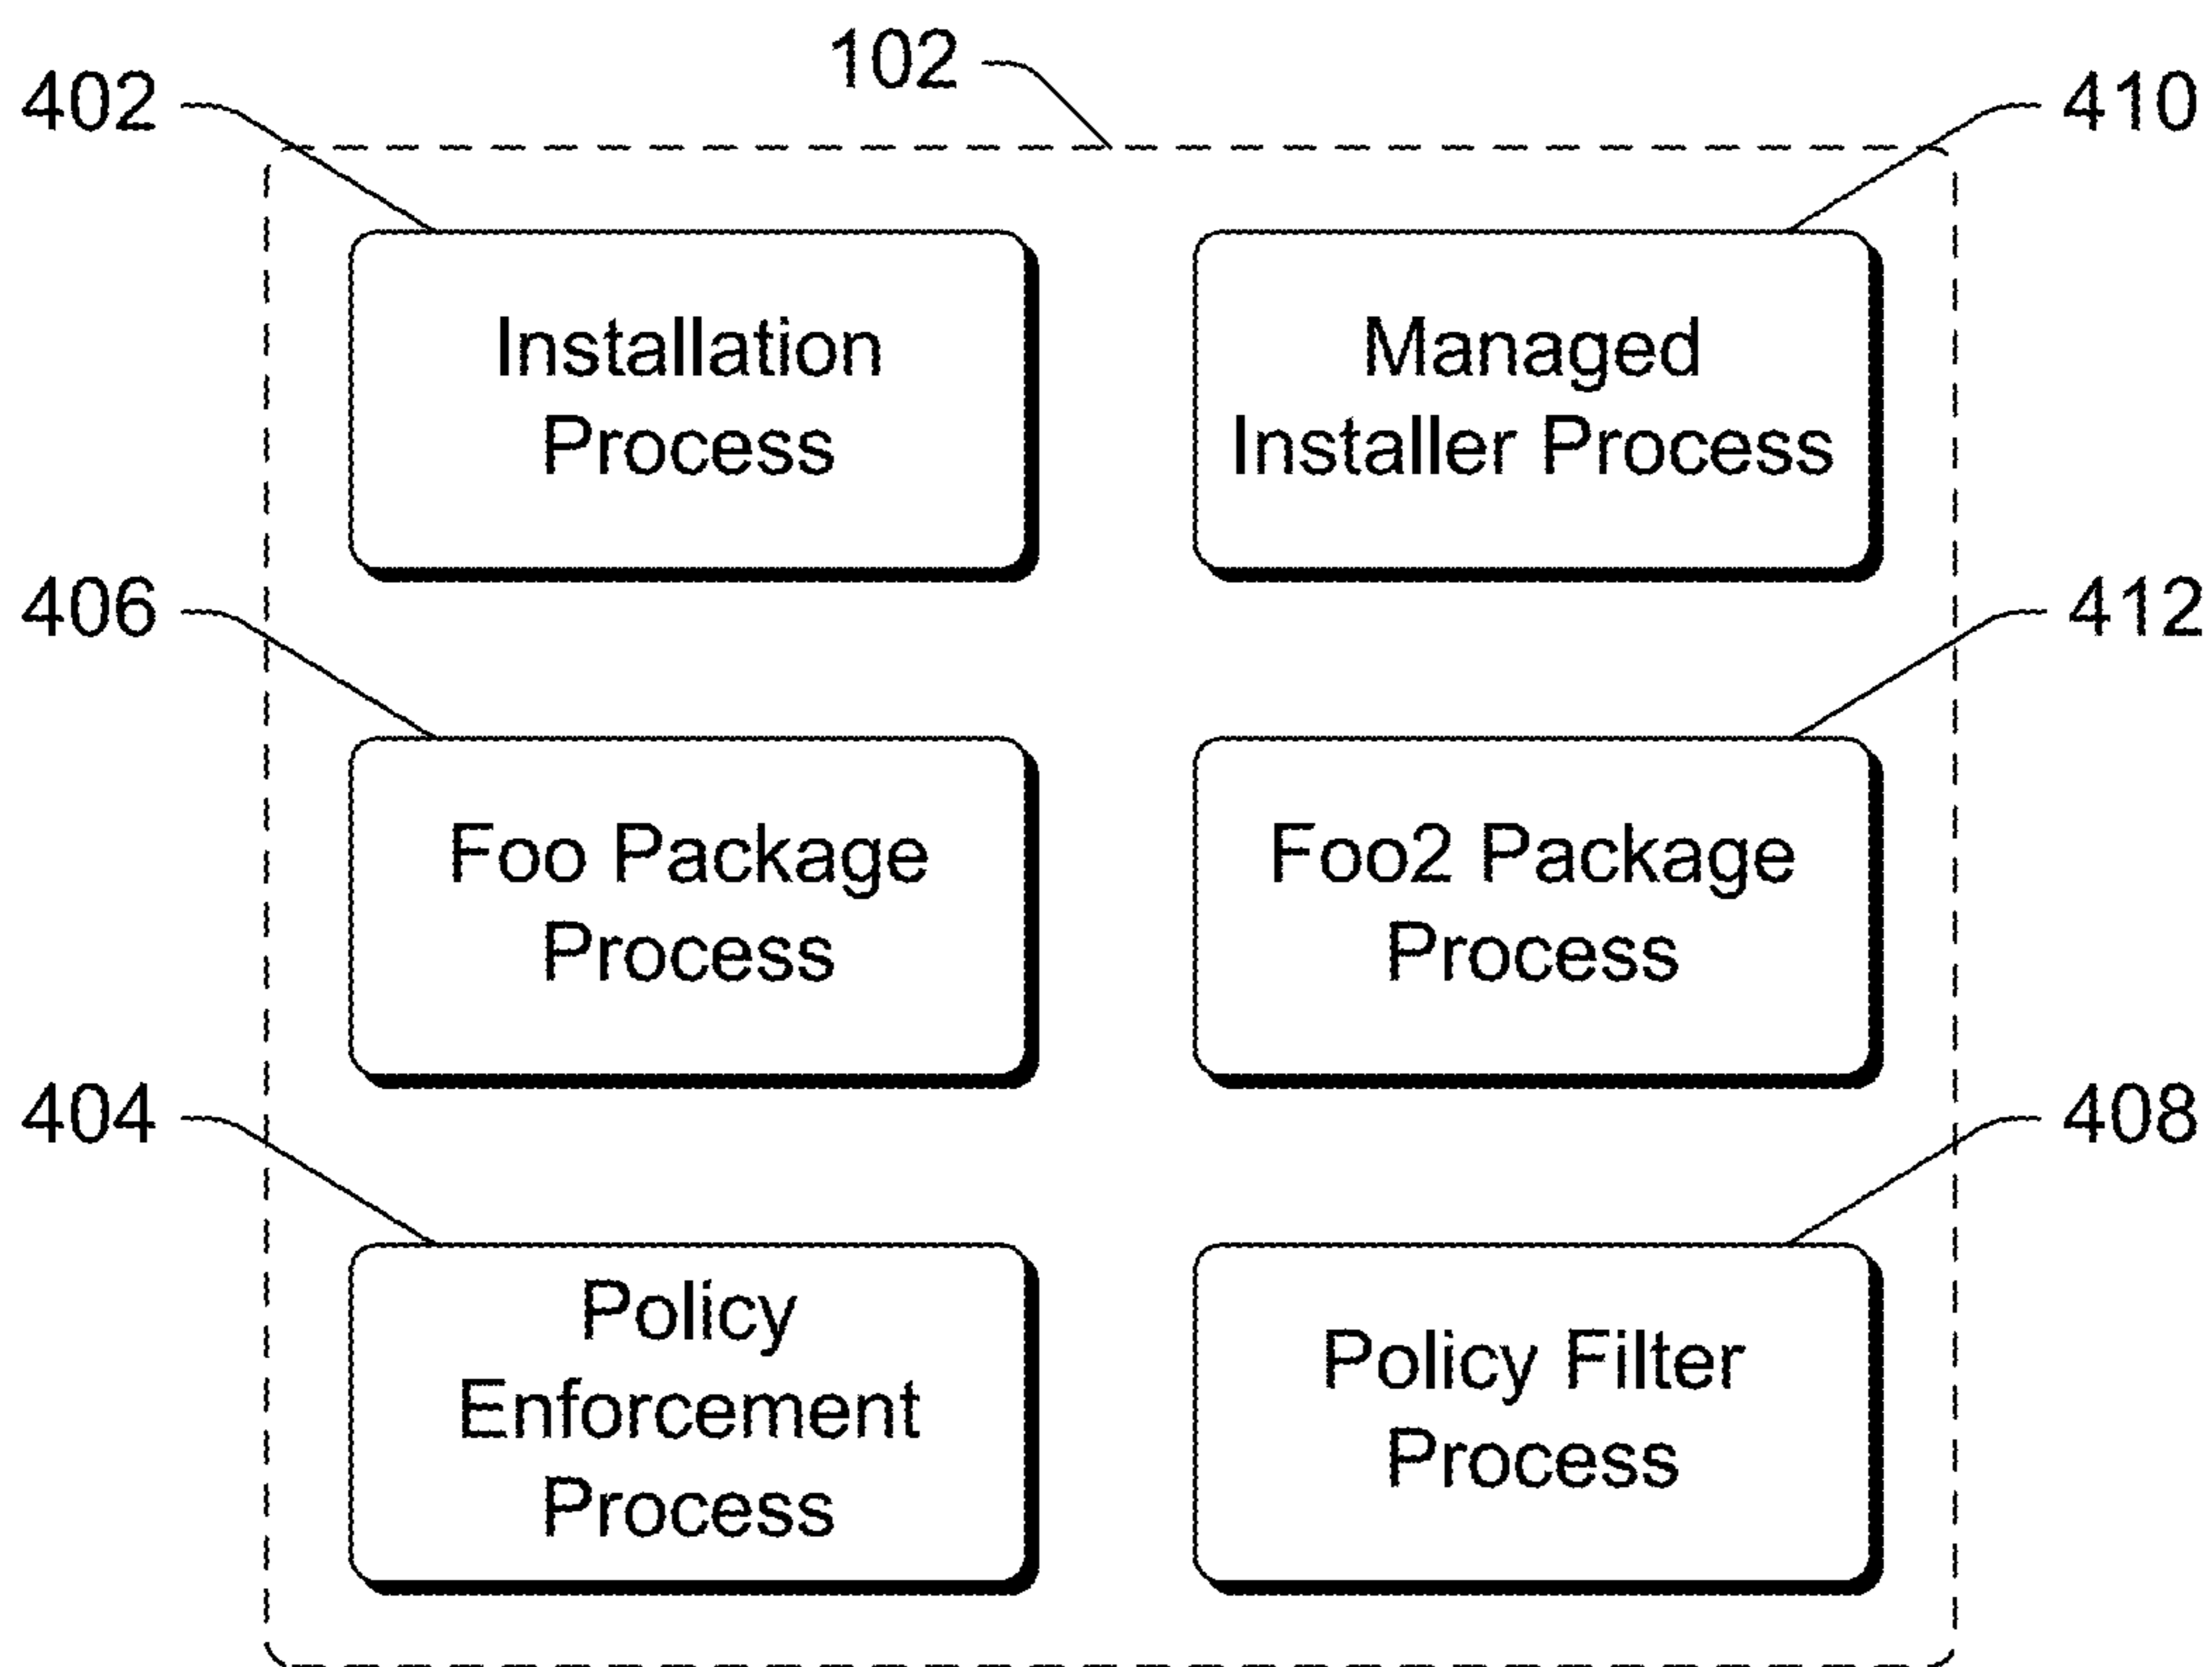 102
402
410
Installation
Process
Managed
Installer Process
406
412
Foo Package
Process
Foo2 Package
Process
404
408
Policy
Enforcement
Process
Policy Filter
Process